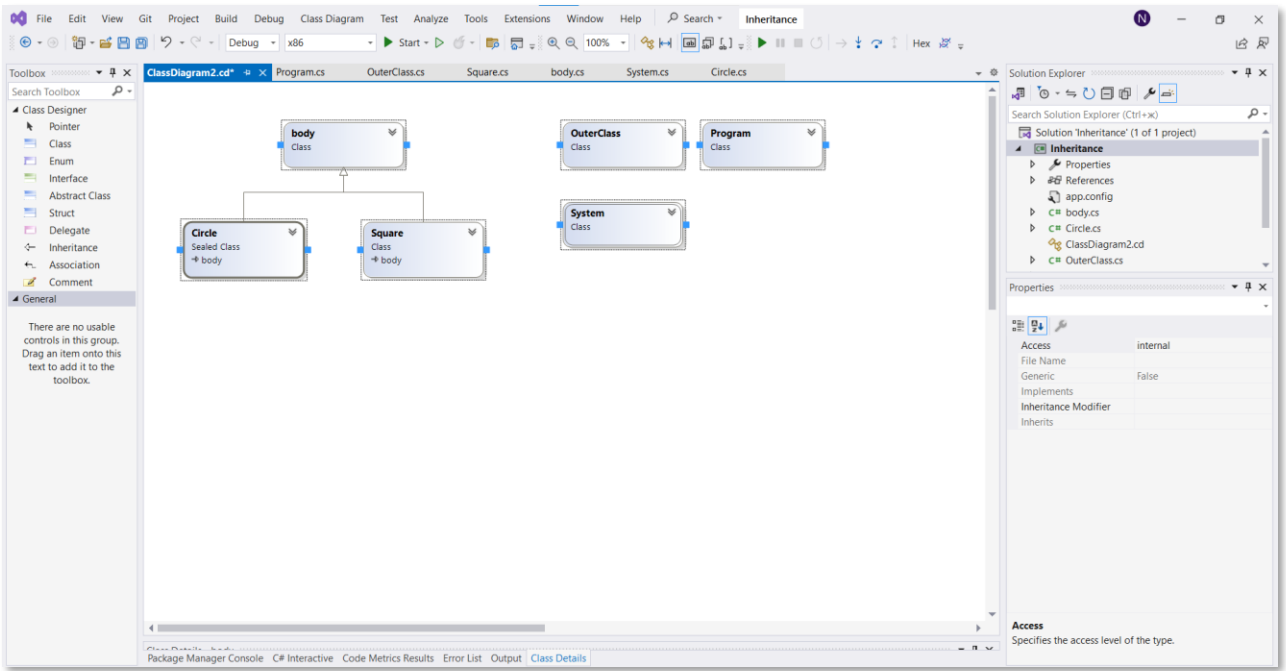 File Edit View Git Project Build Debug Class Diagram Test Analyze Tools Extensions Window Help Search Inheritance N
Debug x86 Start 100% Hex
Toolbox
Search Toolbox
Class Designer
Pointer
Class
Enum
Interface
Abstract Class
Struct
Delegate
Inheritance
Association
Comment
General
There are no usable
controls in this group.
Drag an item onto this
text to add it to the
toolbox.
ClassDiagram2.cd* Program.cs OuterClass.cs Square.cs body.cs System.cs Circle.cs
body
Class
OuterClass
Class
Program
Class
System
Class
Circle
Sealed Class
body
Square
Class
body
Class Details - body
Package Manager Console C# Interactive Code Metrics Results Error List Output Class Details
Solution Explorer
Search Solution Explorer (Ctrl+ж)
Solution 'Inheritance' (1 of 1 project)
C# Inheritance
Properties
References
app.config
C# body.cs
C# Circle.cs
ClassDiagram2.cd
C# OuterClass.cs
Properties
Access internal
File Name
Generic False
Implements
Inheritance Modifier
Inherits
Access
Specifies the access level of the type.